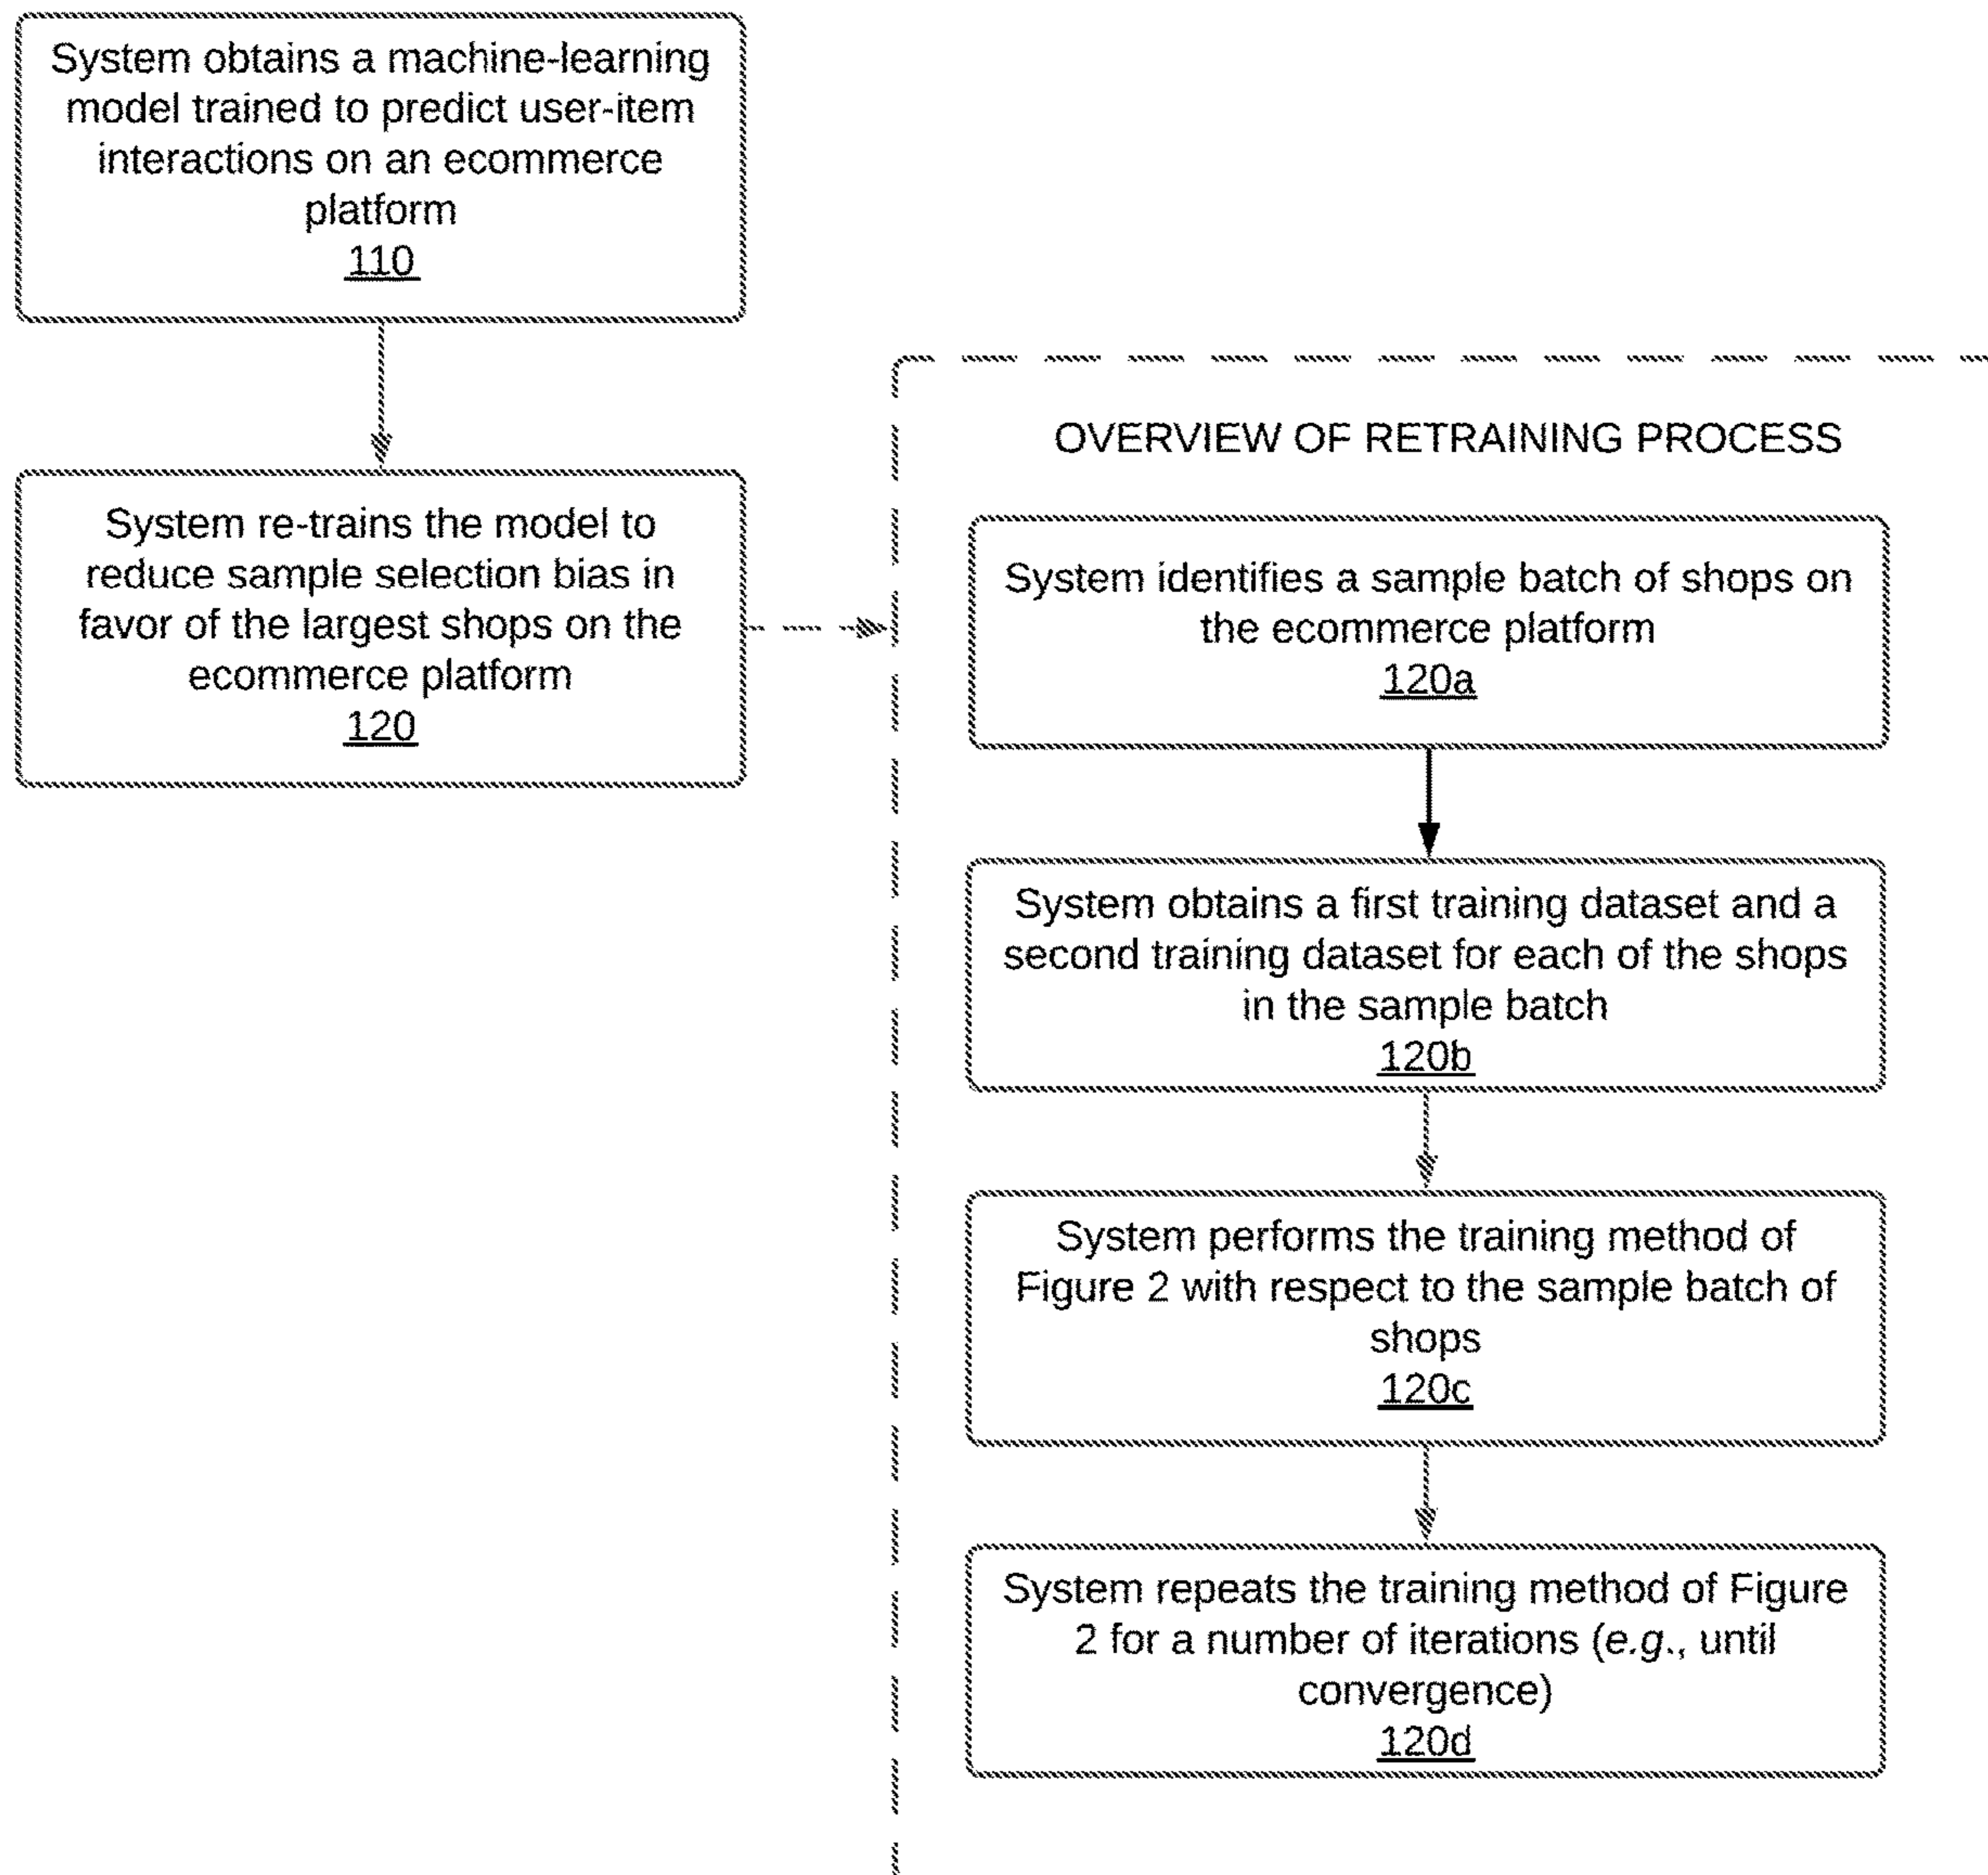 System obtains a machine-learning
model trained to predict user-item
interactions on an ecommerce
platform
110
System re-trains the model to
reduce sample selection bias in
favor of the largest shops on the
ecommerce platform
120
OVERVIEW OF RETRAINING PROCESS
System identifies a sample batch of shops on
the ecommerce platform
120a
System obtains a first training dataset and a
second training dataset for each of the shops
in the sample batch
120b
System performs the training method of
Figure 2 with respect to the sample batch of
shops
120c
System repeats the training method of Figure
2 for a number of iterations (e.g., until
convergence)
120d